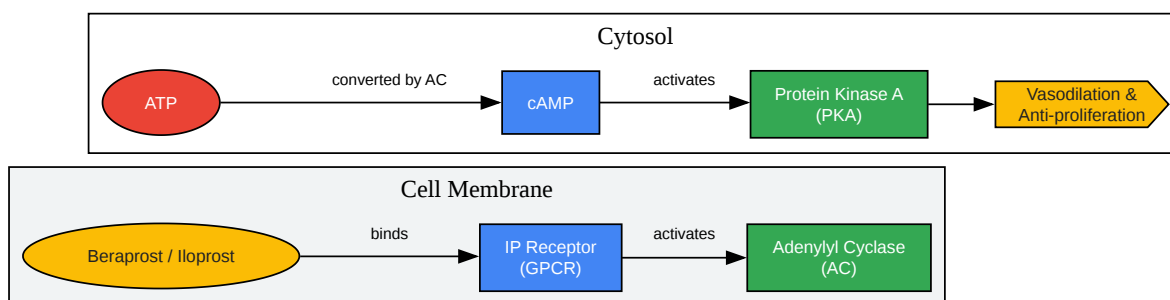 Cytosol
ATP
converted by AC
cAMP
activates
Protein Kinase A
(PKA)
Vasodilation &
Anti-proliferation
Cell Membrane
Beraprost / Iloprost
binds
IP Receptor
(GPCR)
activates
Adenylyl Cyclase
(AC)